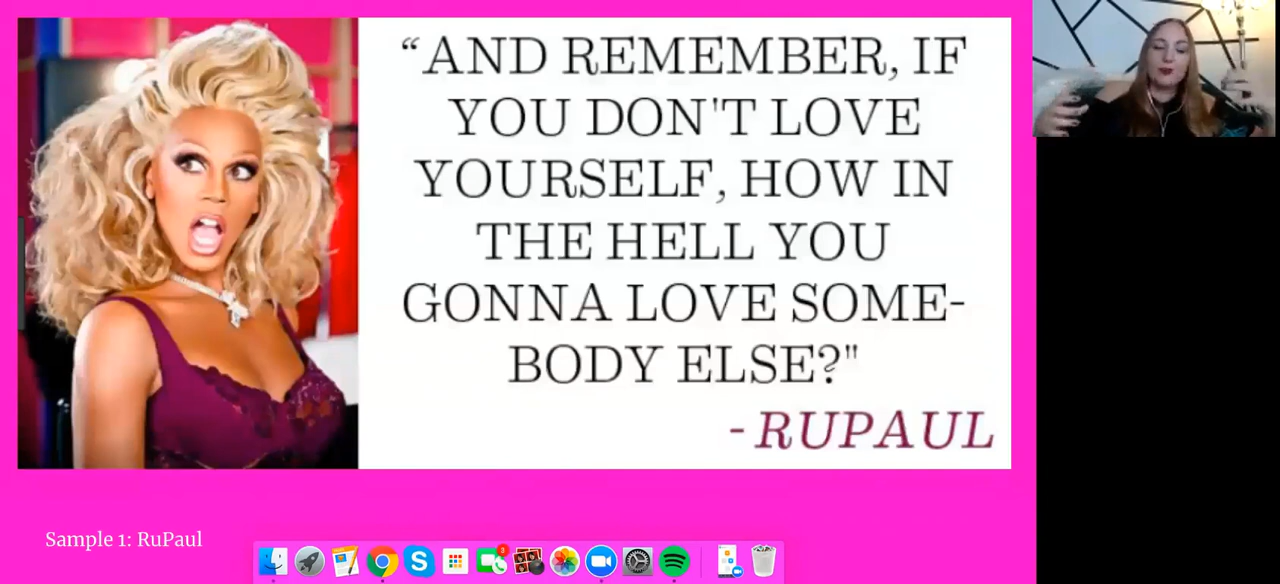 “AND REMEMBER, IF
YOU DON'T LOVE
YOURSELF, HOW IN
THE HELL YOU
GONNA LOVE SOME-
BODY ELSE?"
- RUPAUL
Sample 1: RuPaul